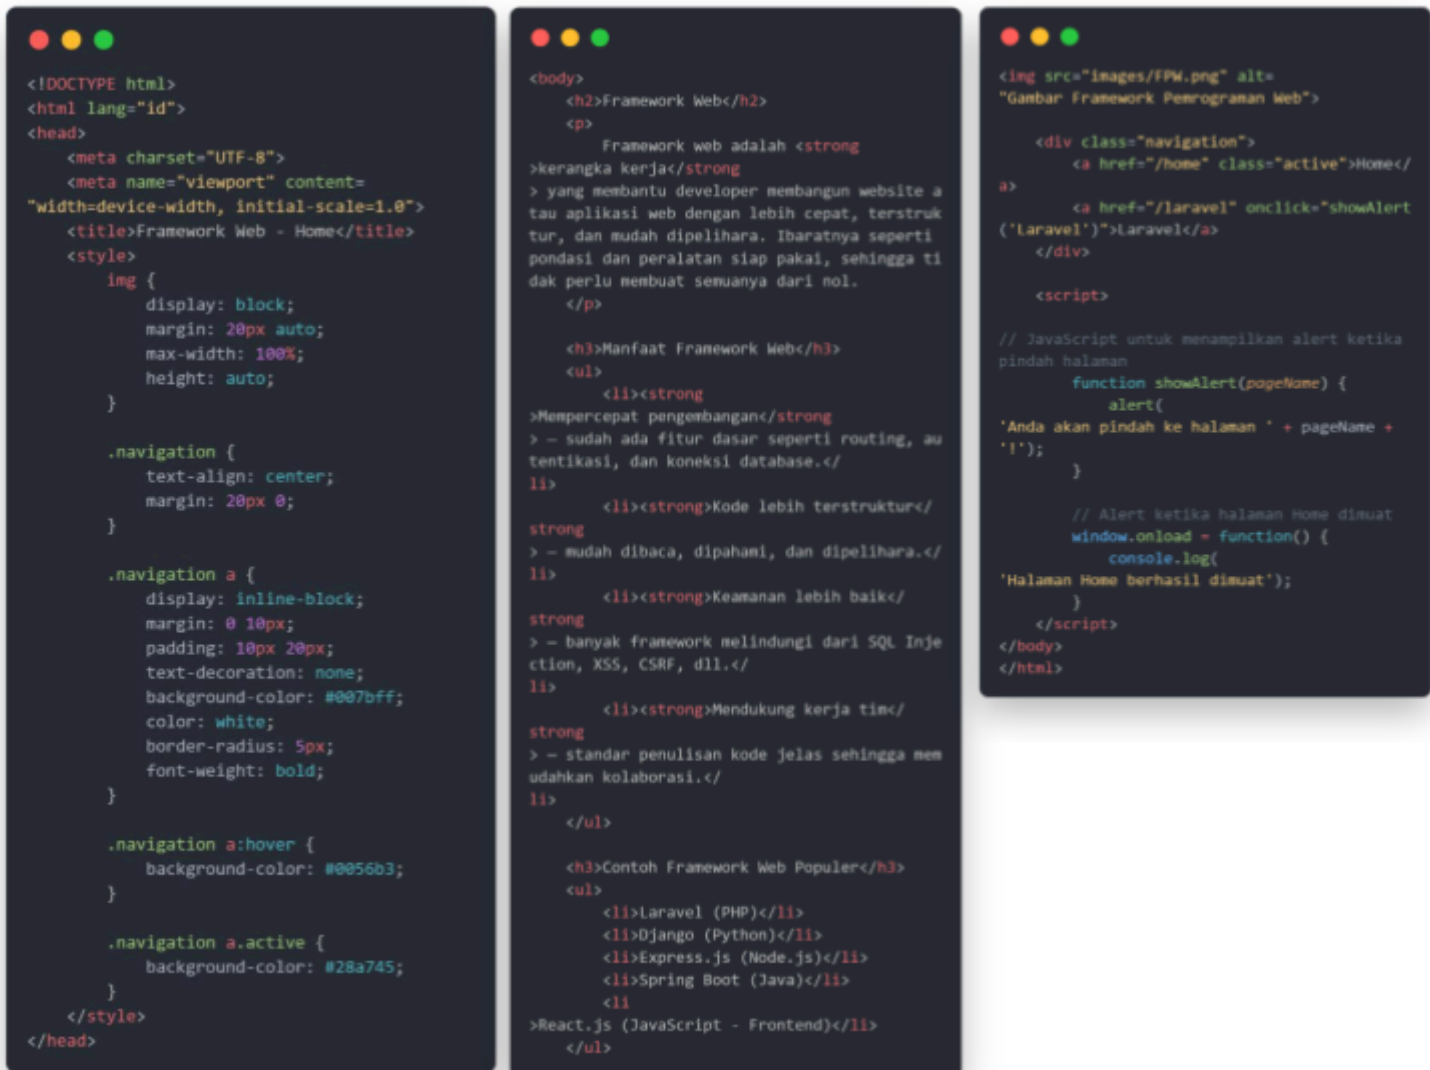 <!DOCTYPE html>
<html lang="id">
<head>
    <meta charset="UTF-8">
    <meta name="viewport" content=
"width=device-width, initial-scale=1.0">
    <title>Framework Web - Home</title>
    <style>
        img {
            display: block;
            margin: 20px auto;
            max-width: 100%;
            height: auto;
        }

        .navigation {
            text-align: center;
            margin: 20px 0;
        }

        .navigation a {
            display: inline-block;
            margin: 0 10px;
            padding: 10px 20px;
            text-decoration: none;
            background-color: #007bff;
            color: white;
            border-radius: 5px;
            font-weight: bold;
        }

        .navigation a:hover {
            background-color: #0056b3;
        }

        .navigation a.active {
            background-color: #28a745;
        }
    </style>
</head>
<body>
    <h2>Framework Web</h2>
    <p>
        Framework web adalah <strong
>kerangka kerja</strong
> yang membantu developer membangun website a
tau aplikasi web dengan lebih cepat, terstruk
tur, dan mudah dipelihara. Ibaratnya seperti
pondasi dan peralatan siap pakai, sehingga ti
dak perlu membuat semuanya dari nol.
    </p>

    <h3>Manfaat Framework Web</h3>
    <ul>
        <li><strong
>Mempercepat pengembangan</strong
> – sudah ada fitur dasar seperti routing, au
tentikasi, dan koneksi database.</
li>
        <li><strong>Kode lebih terstruktur</
strong
> – mudah dibaca, dipahami, dan dipelihara.</
li>
        <li><strong>Keamanan lebih baik</
strong
> – banyak framework melindungi dari SQL Inje
ction, XSS, CSRF, dll.</
li>
        <li><strong>Mendukung kerja tim</
strong
> – standar penulisan kode jelas sehingga mem
udahkan kolaborasi.</
li>
    </ul>

    <h3>Contoh Framework Web Populer</h3>
    <ul>
        <li>Laravel (PHP)</li>
        <li>Django (Python)</li>
        <li>Express.js (Node.js)</li>
        <li>Spring Boot (Java)</li>
        <li
>React.js (JavaScript - Frontend)</li>
    </ul>
<img src="images/FPW.png" alt=
"Gambar Framework Pemrograman Web">

    <div class="navigation">
        <a href="/home" class="active">Home</
a>
        <a href="/laravel" onclick="showAlert
('Laravel')">Laravel</a>
    </div>

    <script>

// JavaScript untuk menampilkan alert ketika
pindah halaman
        function showAlert(pageName) {
            alert(
'Anda akan pindah ke halaman ' + pageName +
'!');
        }

        // Alert ketika halaman Home dimuat
        window.onload = function() {
            console.log(
'Halaman Home berhasil dimuat');
        }
    </script>
</body>
</html>